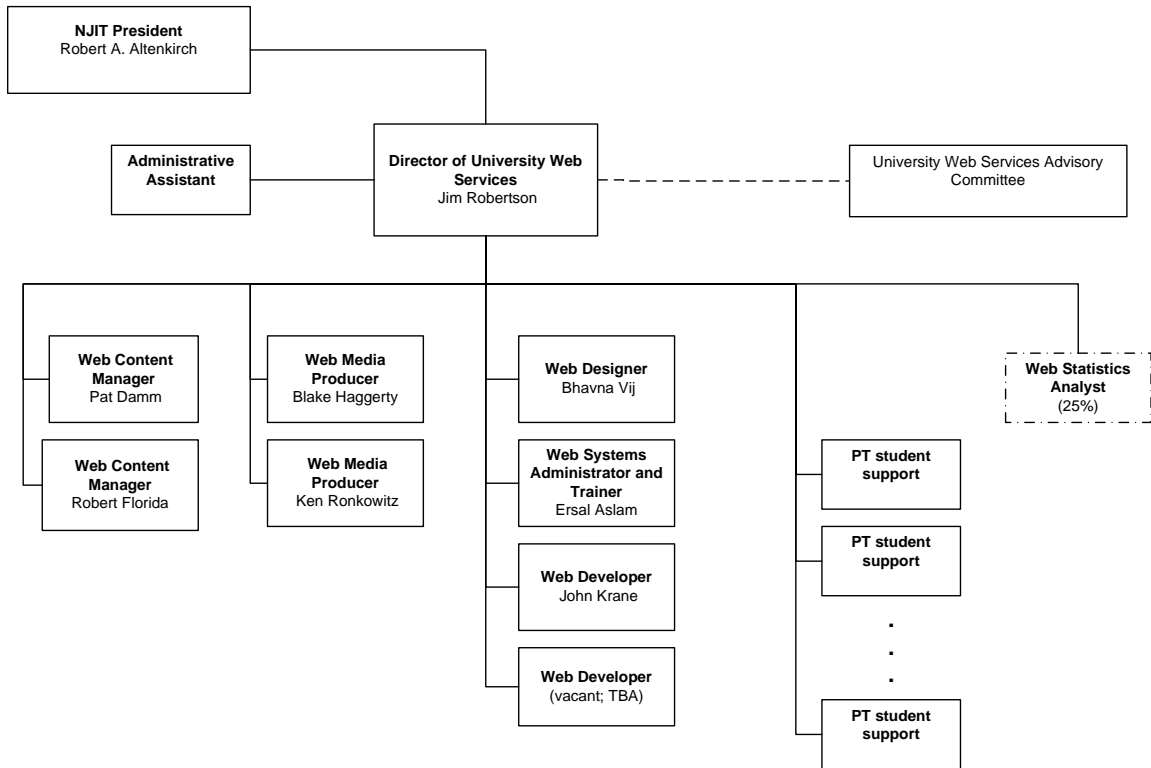 NJIT President
Robert A. Altenkirch
Administrative
Assistant
Director of University Web
Services
Jim Robertson
University Web Services Advisory
Committee
Web Content
Manager
Pat Damm
Web Media
Producer
Blake Haggerty
Web Designer
Bhavna Vij
Web Statistics
Analyst
(25%)
Web Content
Manager
Robert Florida
Web Media
Producer
Ken Ronkowitz
Web Systems
Administrator and
Trainer
Ersal Aslam
PT student
support
Web Developer
John Krane
PT student
support
.
.
.
Web Developer
(vacant; TBA)
PT student
support